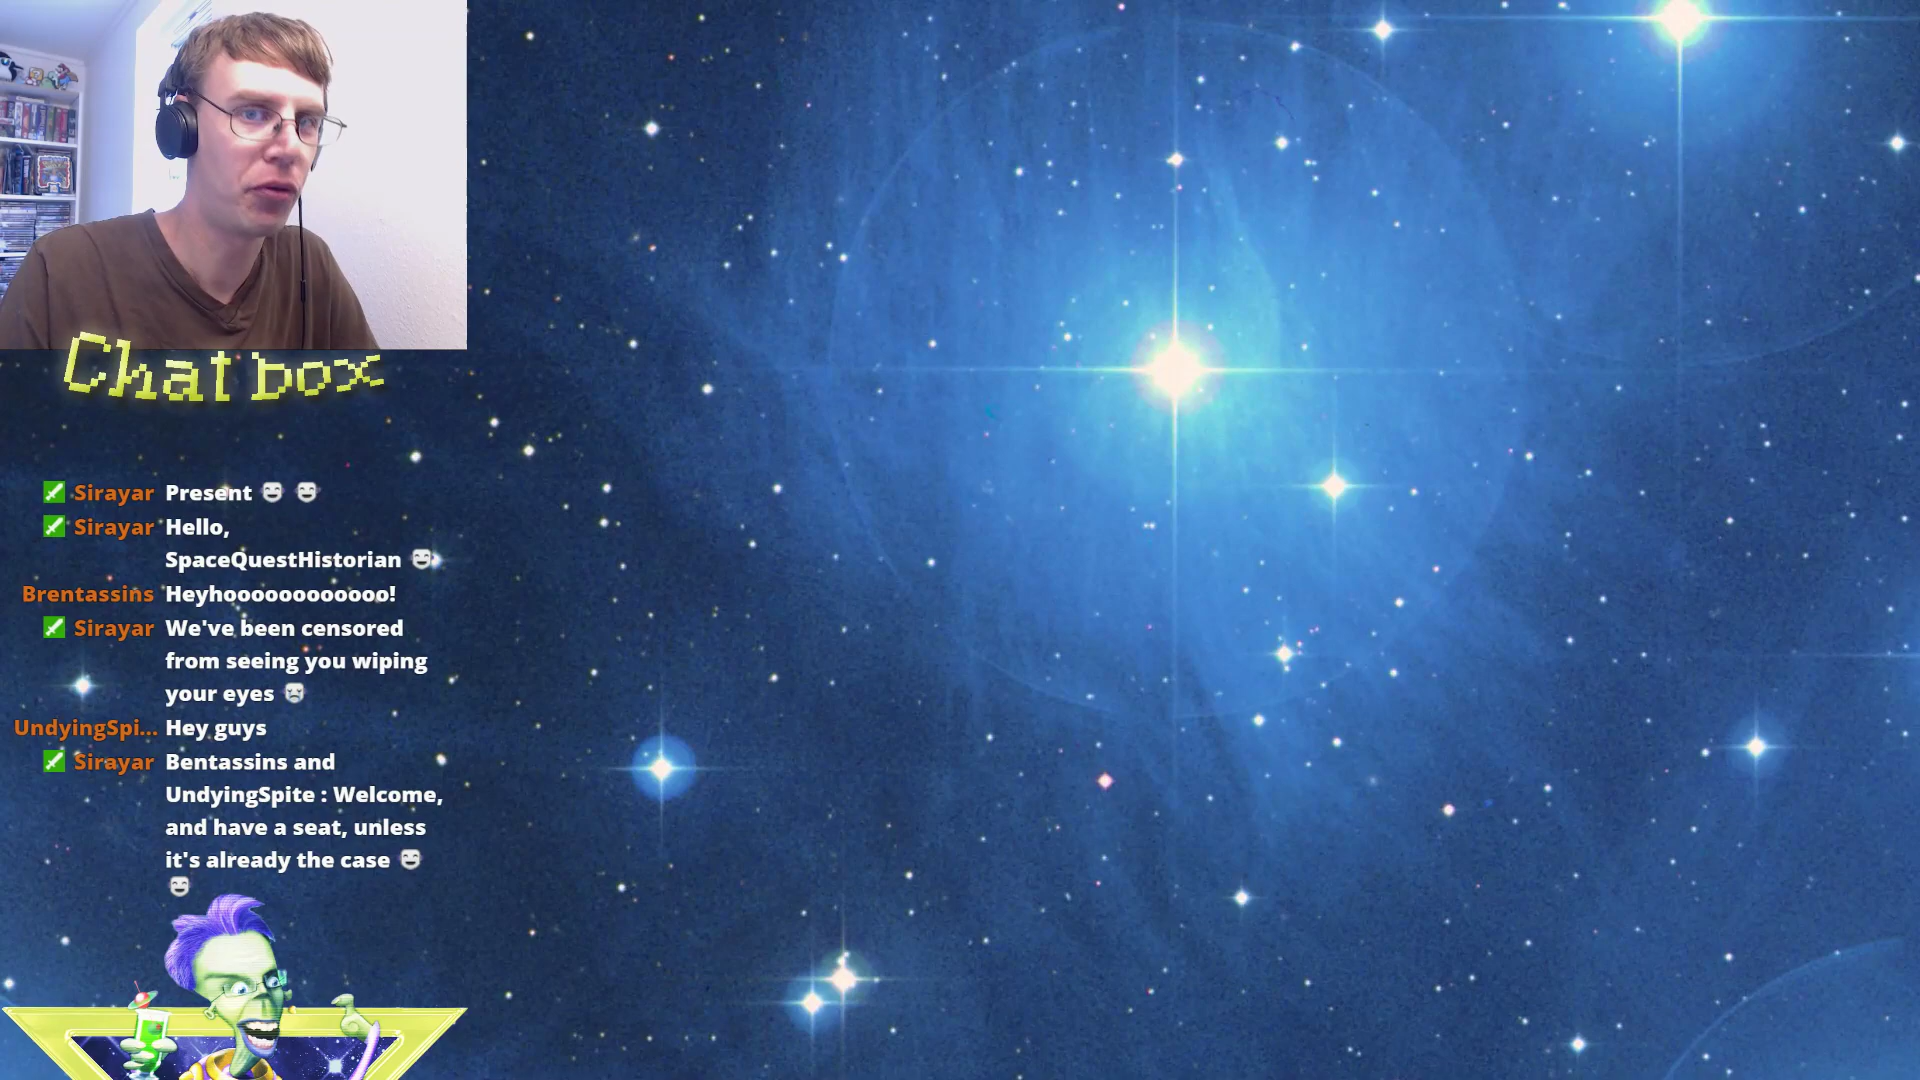 Chat box
Sirayar Present
Sirayar Hello,
SpaceQuestHistorian
Brentassins Heyhoooooooooooo!
Sirayar We've been censored
from seeing you wiping
your eyes
UndyingSpi... Hey guys
Sirayar Bentassins and
UndyingSpite : Welcome,
and have a seat, unless
it's already the case